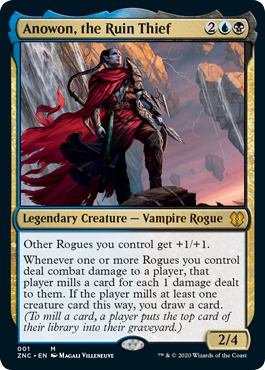 Anowon, the Ruin Thief 2
Legendary Creature — Vampire Rogue
Other Rogues you control get +1/+1.
Whenever one or more Rogues you control
deal combat damage to a player, that
player mills a card for each 1 damage
dealt to them. If the player mills at least
one creature card this way, you draw a card.
(To mill a card, a player puts the top card of
their library into their graveyard.)
2/4
001 M
ZNC • EN Magali Villeneuve
™ & © 2020 Wizards of the Coast